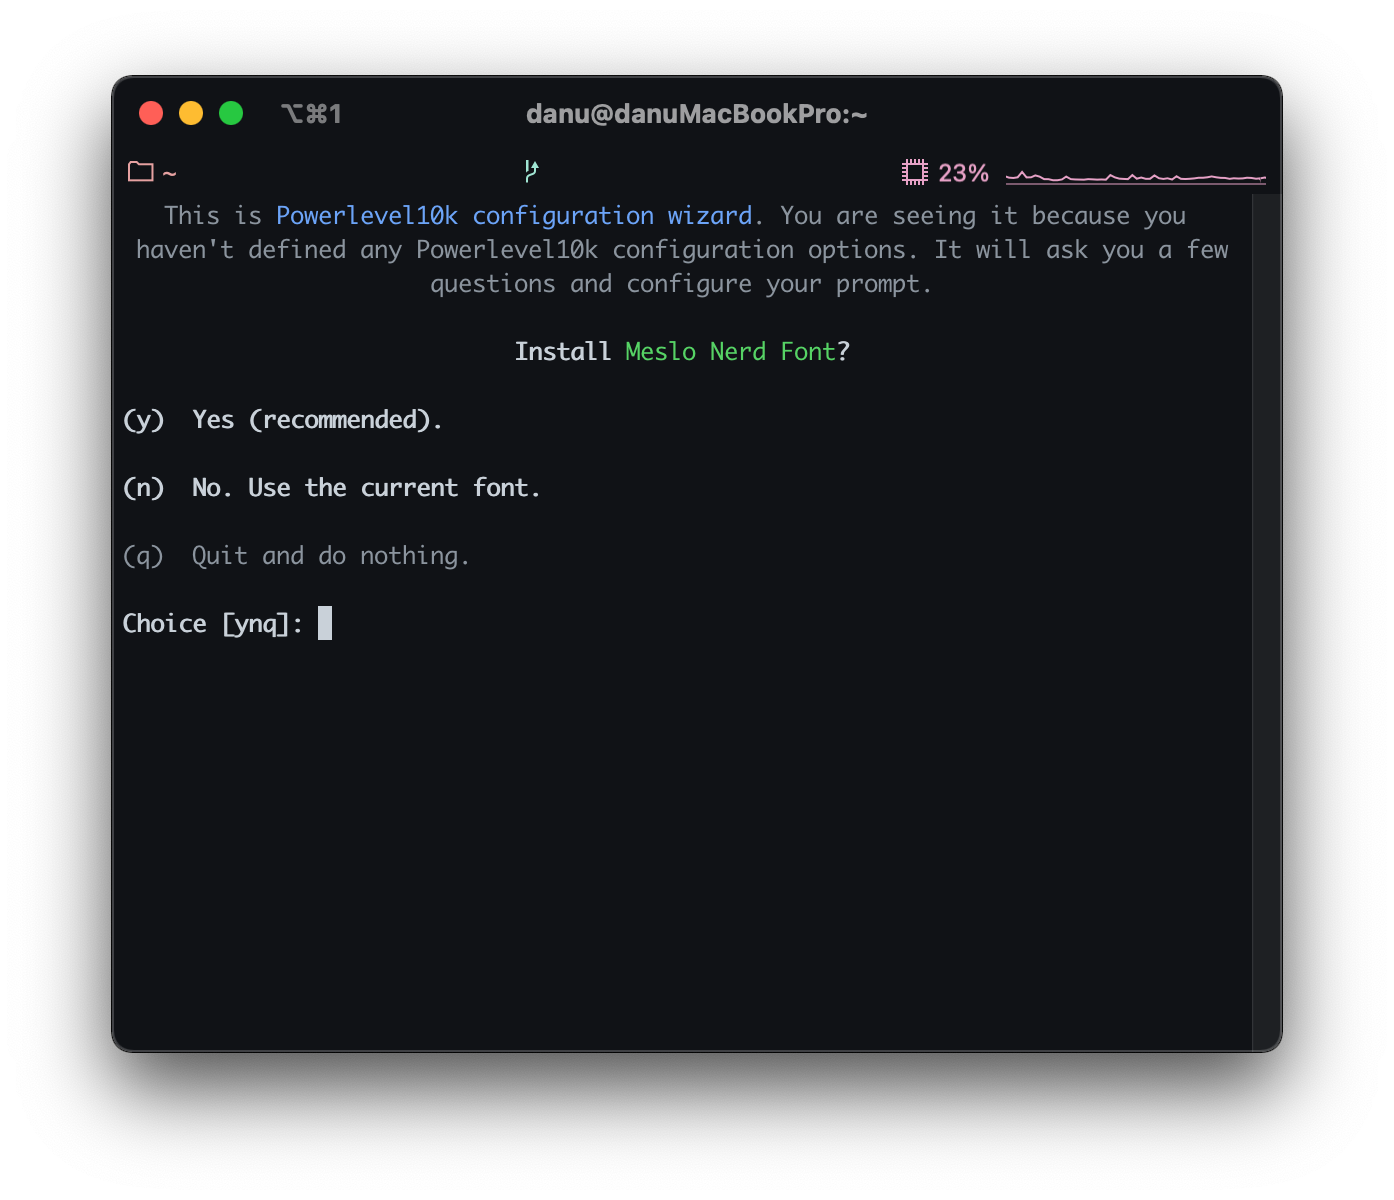 ⌥⌘1
danu@danuMacBookPro:~
~
23%
This is Powerlevel10k configuration wizard. You are seeing it because you
haven't defined any Powerlevel10k configuration options. It will ask you a few
questions and configure your prompt.
Install Meslo Nerd Font?
(y)  Yes (recommended).
(n)  No. Use the current font.
(q)  Quit and do nothing.
Choice [ynq]: